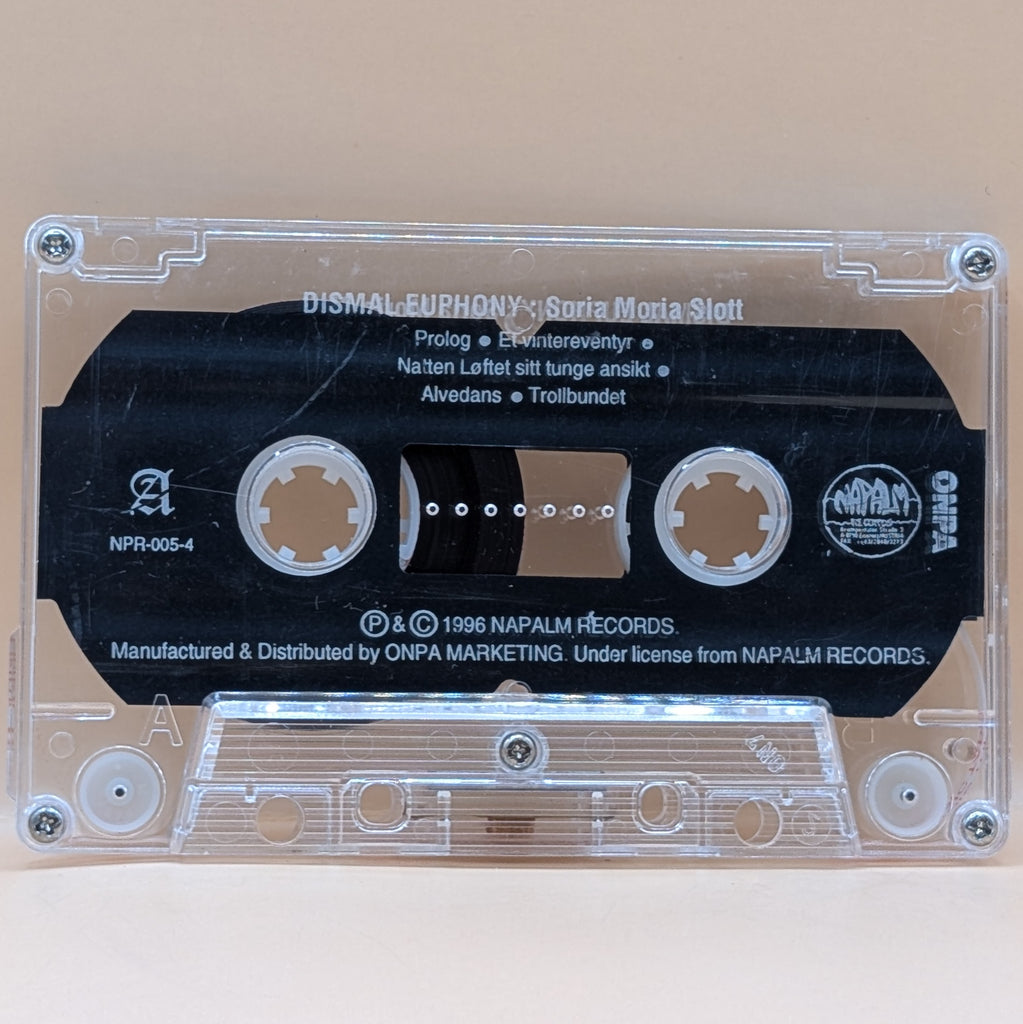 DISMAL EUPHONY : Soria Moria Slott
Prolog ● Et vintereventyr ●
Natten Løftet sitt tunge ansikt ●
Alvedans ● Trollbundet
A
NPR-005-4
NAPALM
RECORDS
ONPA
Ⓟ & Ⓒ 1996 NAPALM RECORDS.
Manufactured & Distributed by ONPA MARKETING. Under license from NAPALM RECORDS.
A